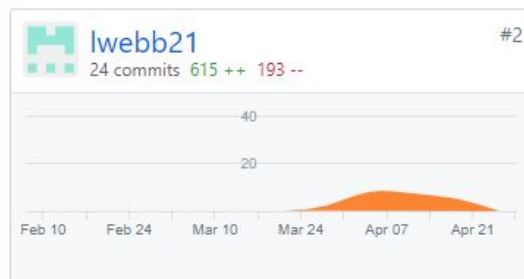 lwebb21 #2
24 commits 615 ++ 193 --
40
20
Feb 10 Feb 24 Mar 10 Mar 24 Apr 07 Apr 21